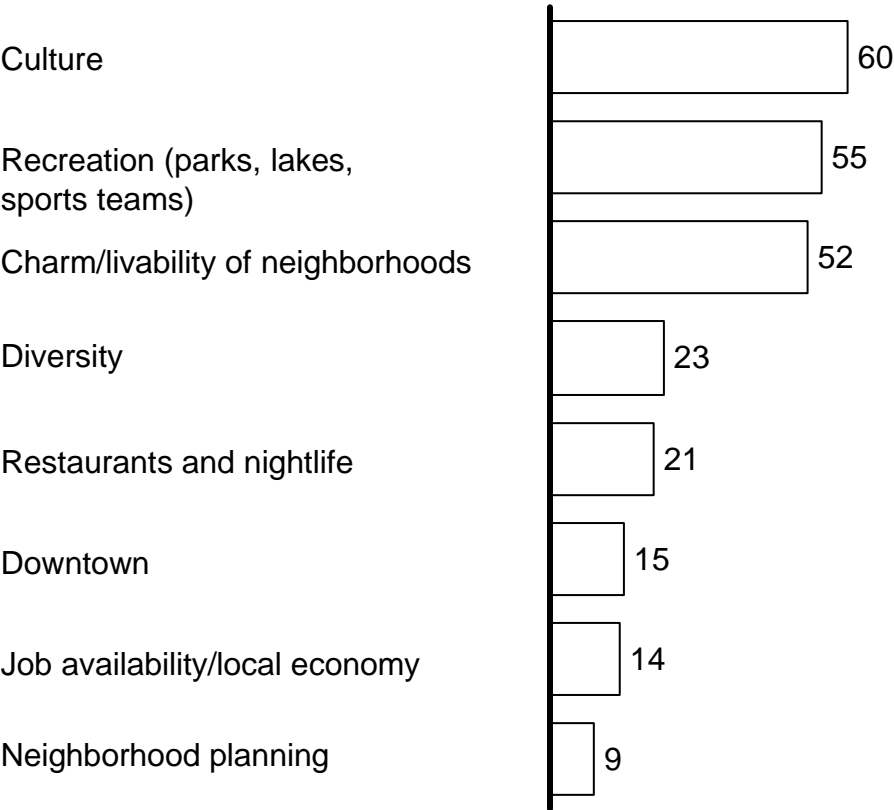 Culture 60
Recreation (parks, lakes,
sports teams) 55
Charm/livability of neighborhoods 52
Diversity 23
Restaurants and nightlife 21
Downtown 15
Job availability/local economy 14
Neighborhood planning 9